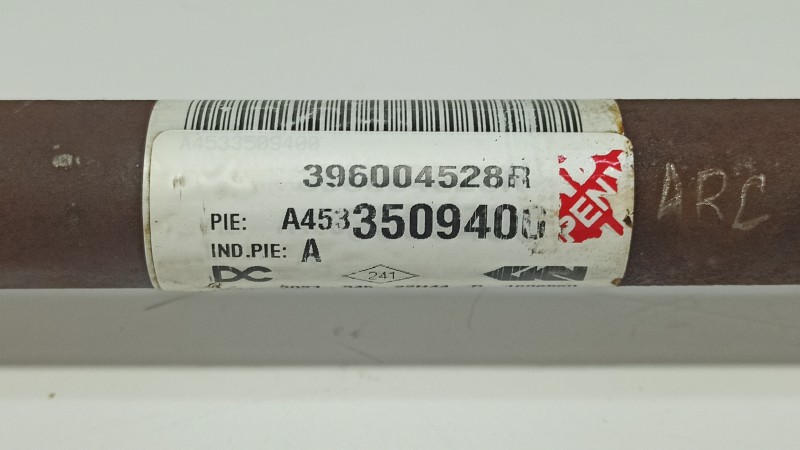 A4533509400
396004528R
PIE: A4533509400
IND.PIE: A
DC
241
ARC